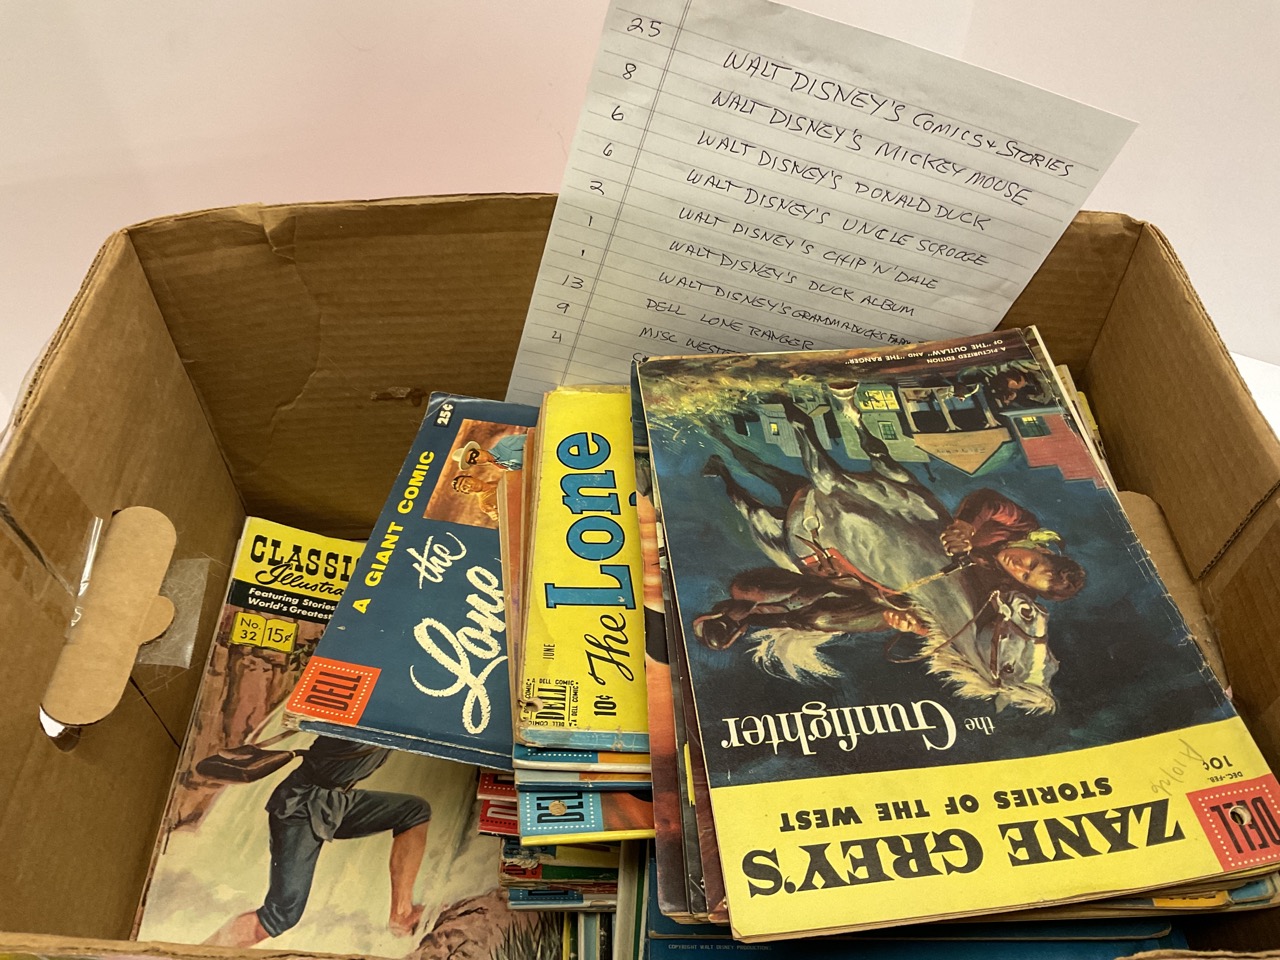 25 WALT DISNEY'S COMICS & STORIES
8 WALT DISNEY'S MICKEY MOUSE
6 WALT DISNEY'S DONALD DUCK
6 WALT DISNEY'S UNCLE SCROOGE
2 WALT DISNEY'S CHIP 'N' DALE
1 WALT DISNEY'S DUCK ALBUM
1 WALT DISNEY'S GRANDMA DUCK'S
13 DELL LONE RANGER
9 MISC
4
CLASSI
Illustra
Featuring Stories
World's Greatest
No. 32
15¢
A GIANT COMIC
25¢
the
Lone
DELL
The Lone
JUNE
10¢
DELL
A DELL COMIC
DELL
A PICTURIZED EDITION
OF "THE OUTLAW" AND "THE RANGER"
the
Gunfighter
ZANE GREY'S
STORIES OF THE WEST
DELL
DEC.-FEB.
10¢
COPYRIGHT WALT DISNEY PRODUCTIONS